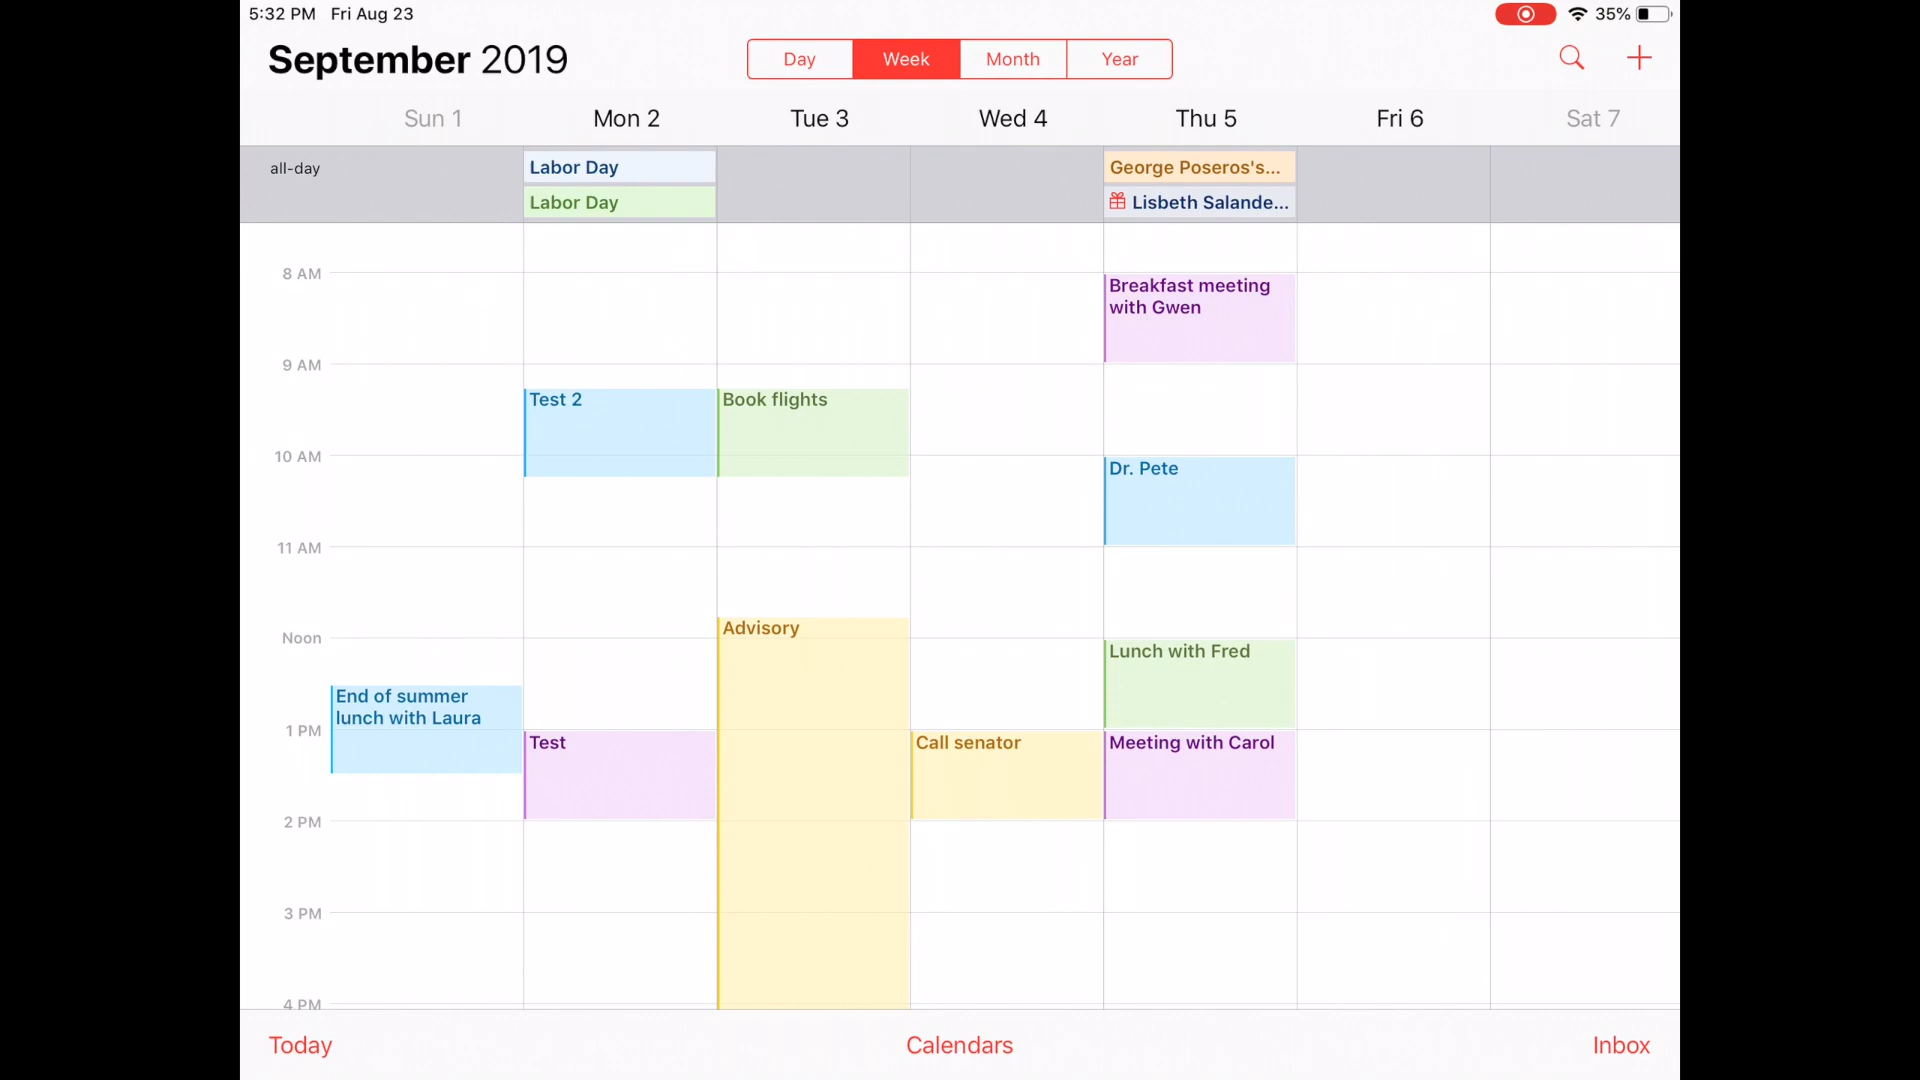 5:32 PM Fri Aug 23
35%
September 2019
Day Week Month Year
Sun 1 Mon 2 Tue 3 Wed 4 Thu 5 Fri 6 Sat 7
all-day
Labor Day
George Poseros's...
Labor Day
Lisbeth Salande...
8 AM
Breakfast meeting
with Gwen
9 AM
Test 2
Book flights
10 AM
Dr. Pete
11 AM
Advisory
Noon
Lunch with Fred
End of summer
lunch with Laura
1 PM
Test
Call senator
Meeting with Carol
2 PM
3 PM
4 PM
Today
Calendars
Inbox